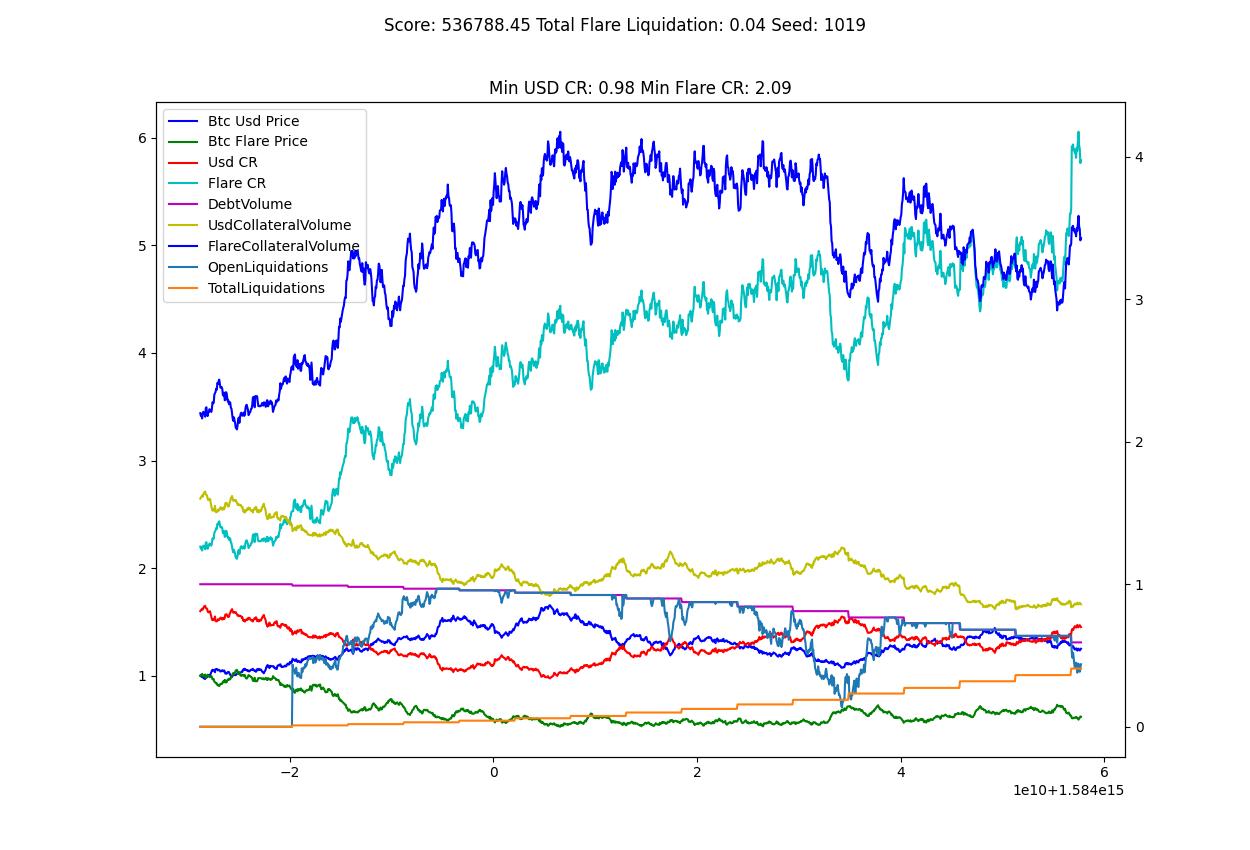 Score: 536788.45 Total Flare Liquidation: 0.04 Seed: 1019
Min USD CR: 0.98 Min Flare CR: 2.09
Btc Usd Price
Btc Flare Price
Usd CR
Flare CR
DebtVolume
UsdCollateralVolume
FlareCollateralVolume
OpenLiquidations
TotalLiquidations
6
5
4
3
2
1
4
3
2
1
0
−2
0
2
4
6
1e10+1.584e15